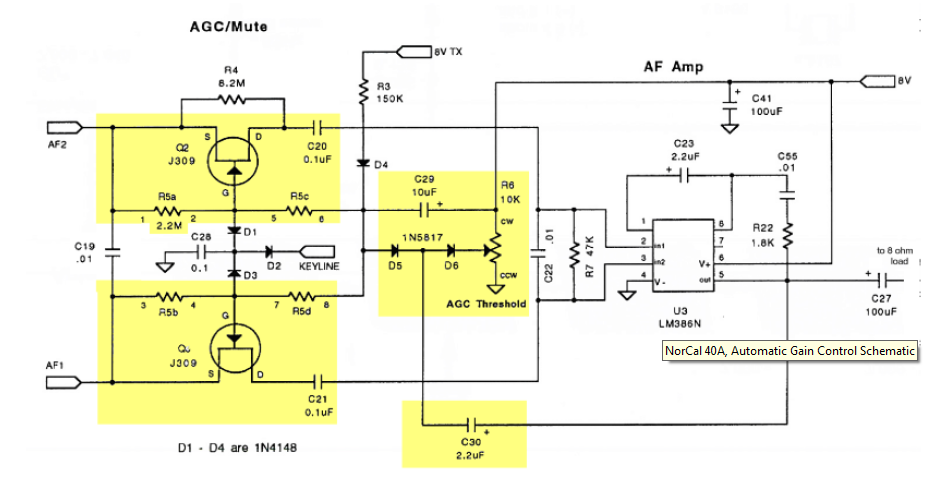 AGC/Mute
8V TX
R4
8.2M
R3
150K
AF Amp
8V
C41
100uF
+
AF2
S
D
Q2
J309
G
C20
0.1uF
D4
C23
2.2uF
+
C55
.01
C29
10uF
+
R6
10K
CW
R5a
1
2
2.2M
R5c
5
6
D1
C19
.01
C28
0.1
D2
KEYLINE
D3
1N5817
D5
D6
CCW
AGC Threshold
.01
C22
R7 47K
1
8
7
2
in1
3
in2
V+
6
4
V-
out
5
R22
1.8K
to 8 ohm
load
+
C27
100uF
U3
LM386N
3
4
R5b
7
8
R5d
G
J309
S
D
AF1
C21
0.1uF
NorCal 40A, Automatic Gain Control Schematic
C30
+
2.2uF
D1 - D4 are 1N4148